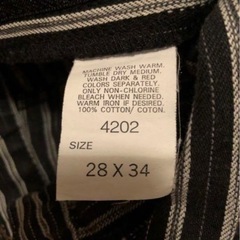 MACHINE WASH WARM.
TUMBLE DRY MEDIUM.
WASH DARK & RED
COLORS SEPARATELY.
ONLY NON-CHLORINE
BLEACH WHEN NEEDED.
WARM IRON IF DESIRED.
100% COTTON/ COTON.
4202
SIZE
28 X 34